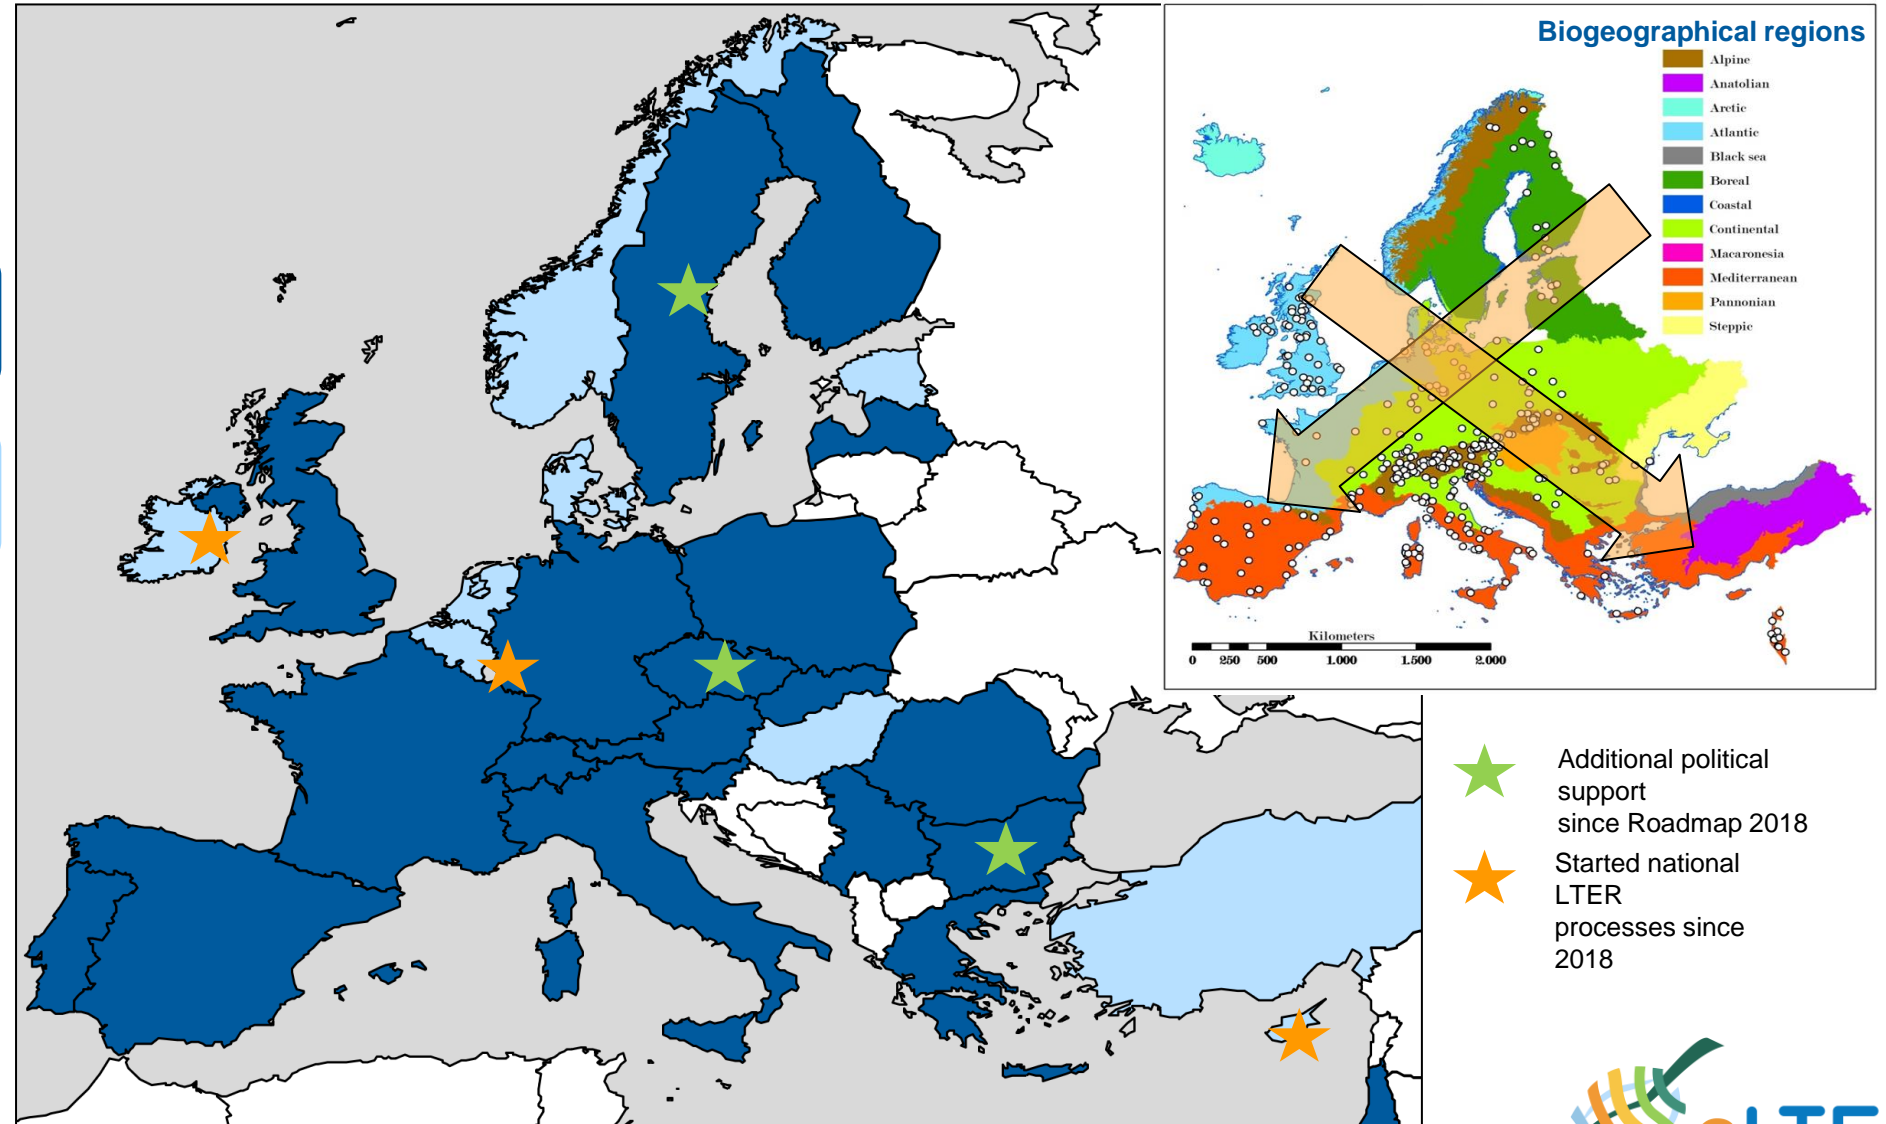 Biogeographical regions
Alpine
Anatolian
Arctic
Atlantic
Black sea
Boreal
Coastal
Continental
Macaronesia
Mediterranean
Pannonian
Steppic
Kilometers
0 250 500 1.000 1.500 2.000
Additional political
support
since Roadmap 2018
Started national
LTER
processes since
2018